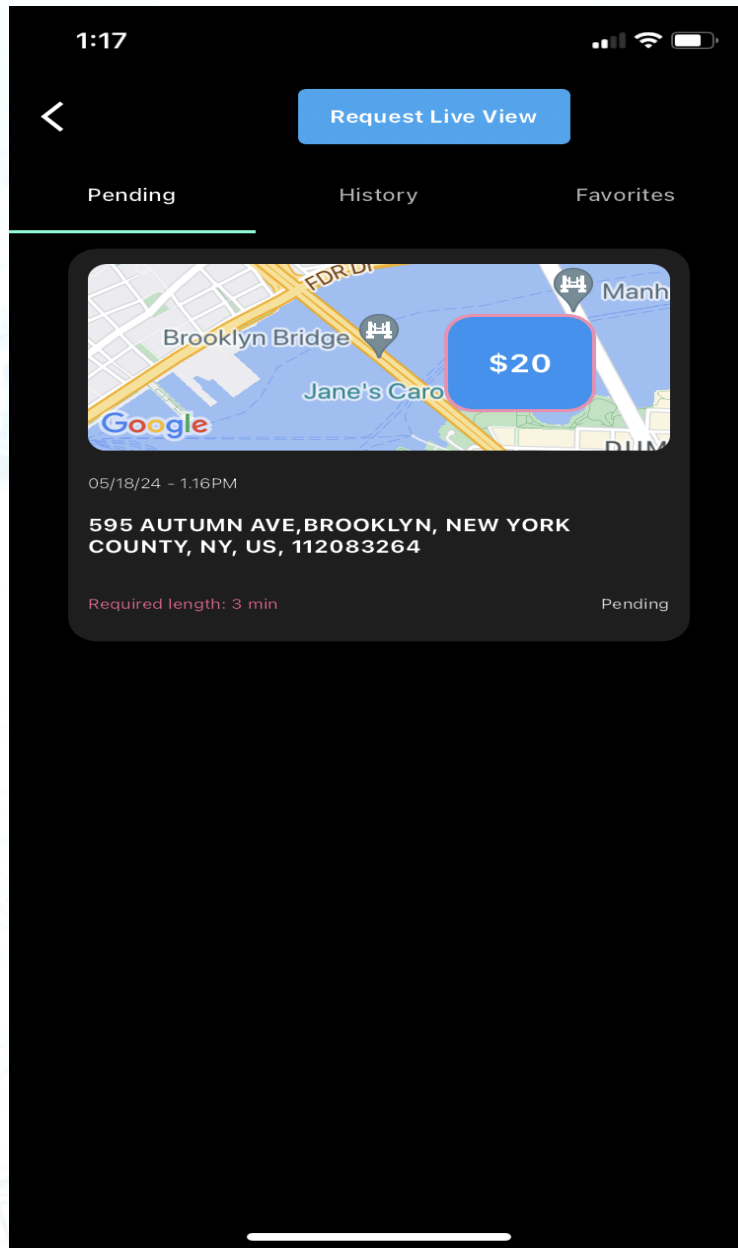 1:17
Request Live View
Pending
History
Favorites
FDR Dr
Manh
Brooklyn Bridge
$20
Jane's Caro
Google
DUM
05/18/24 - 1.16PM
595 AUTUMN AVE,BROOKLYN, NEW YORK
COUNTY, NY, US, 112083264
Required length: 3 min
Pending